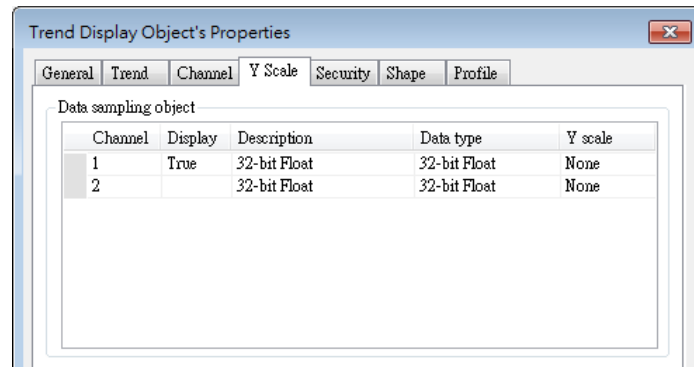 Trend Display Object's Properties
General Trend Channel Y Scale Security Shape Profile
Data sampling object
Channel Display Description Data type Y scale
1 True 32-bit Float 32-bit Float None
2 32-bit Float 32-bit Float None